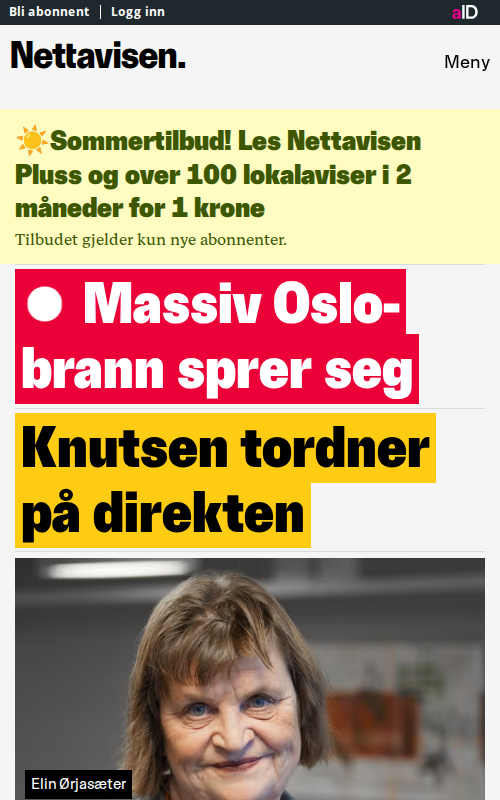 Bli abonnent | Logg inn
aID
Nettavisen.
Meny
☀️Sommertilbud! Les Nettavisen
Pluss og over 100 lokalaviser i 2
måneder for 1 krone
Tilbudet gjelder kun nye abonnenter.
Massiv Oslo-
brann sprer seg
Knutsen tordner
på direkten
Elin Ørjasæter